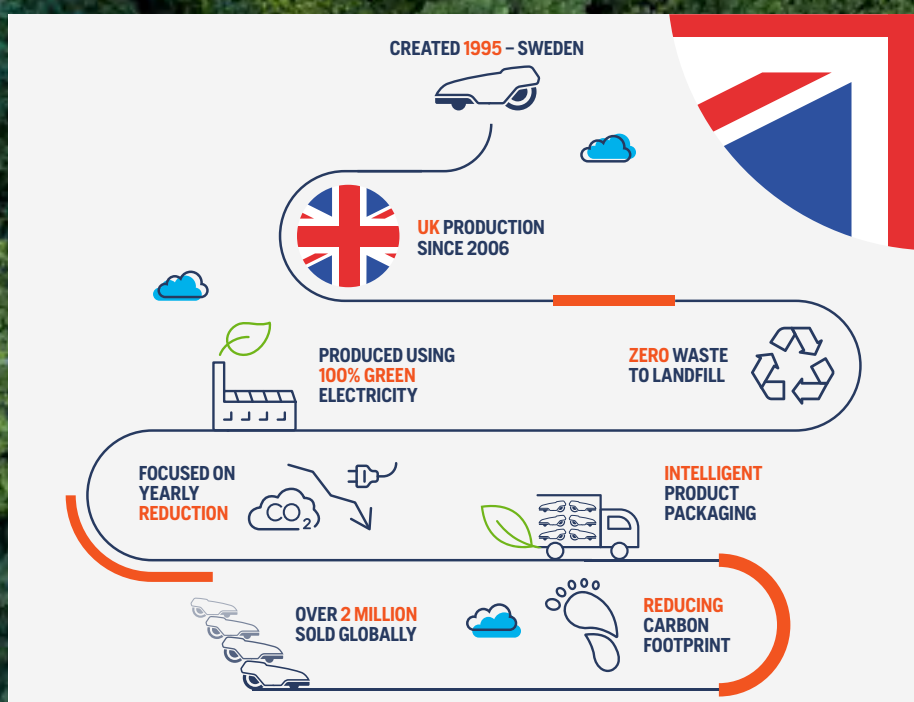 CREATED 1995 – SWEDEN
UK PRODUCTION
SINCE 2006
PRODUCED USING
100% GREEN
ELECTRICITY
ZERO WASTE
TO LANDFILL
FOCUSED ON
YEARLY
REDUCTION
CO2
INTELLIGENT
PRODUCT
PACKAGING
OVER 2 MILLION
SOLD GLOBALLY
REDUCING
CARBON
FOOTPRINT